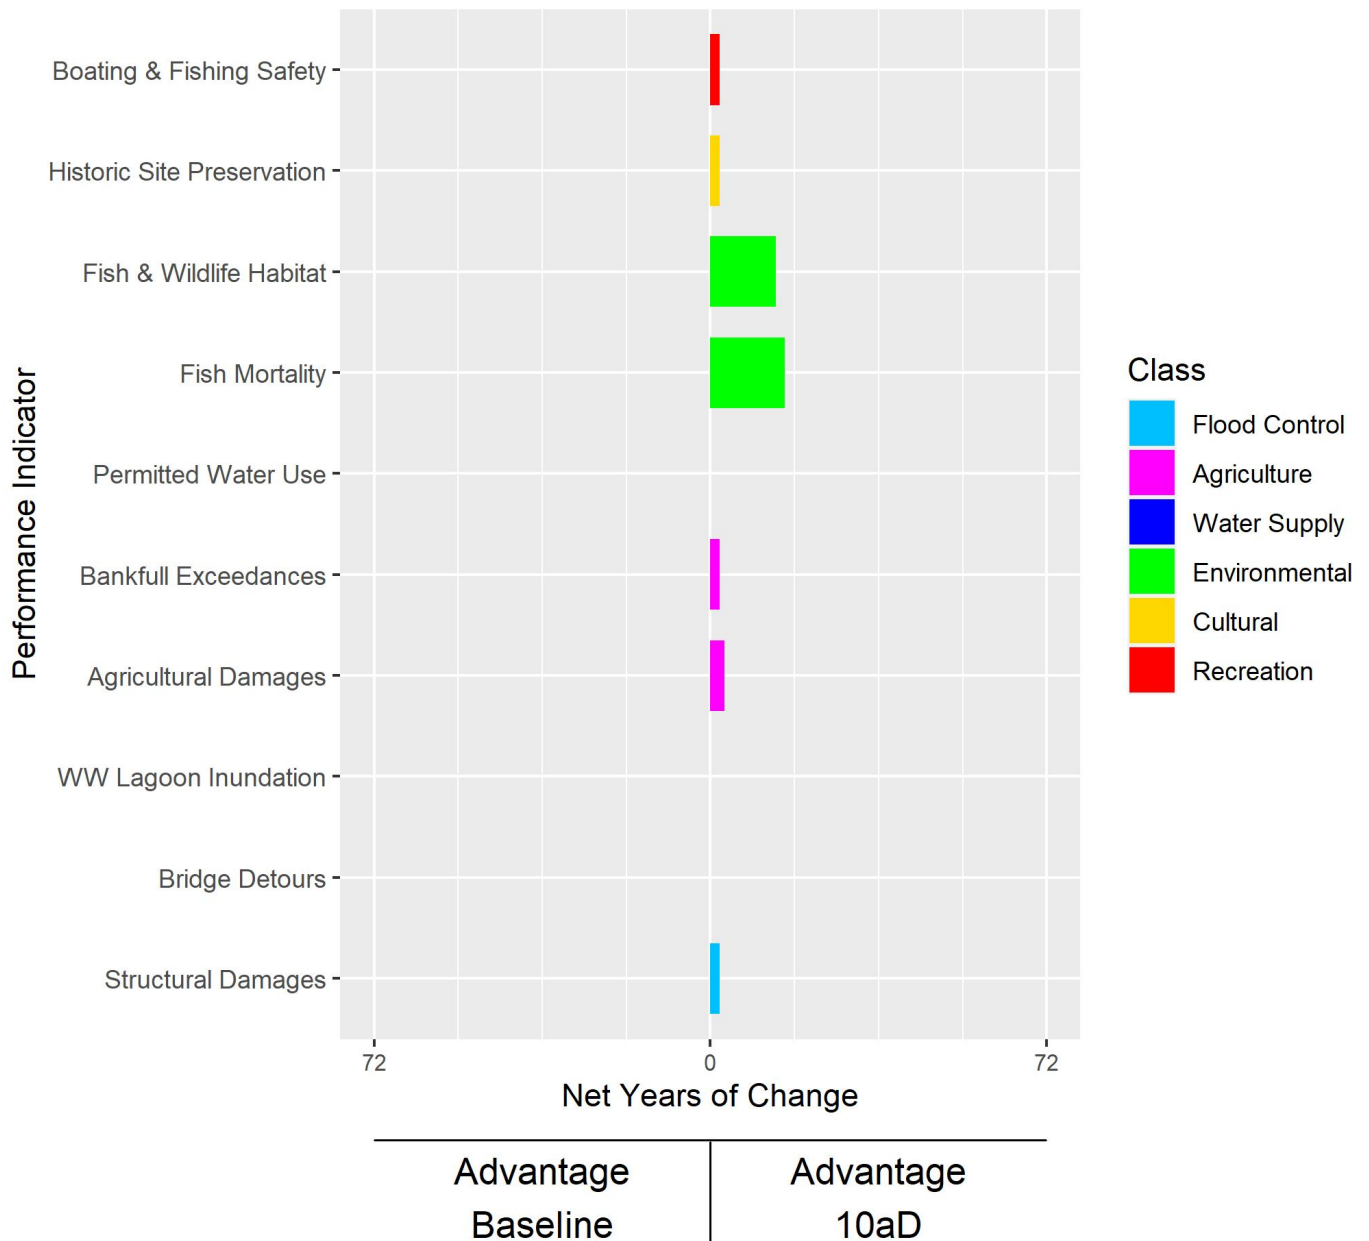 Performance Indicator
Boating & Fishing Safety
Historic Site Preservation
Fish & Wildlife Habitat
Fish Mortality
Permitted Water Use
Bankfull Exceedances
Agricultural Damages
WW Lagoon Inundation
Bridge Detours
Structural Damages
72 0 72
Net Years of Change
Advantage Baseline
Advantage 10aD
Class
Flood Control
Agriculture
Water Supply
Environmental
Cultural
Recreation